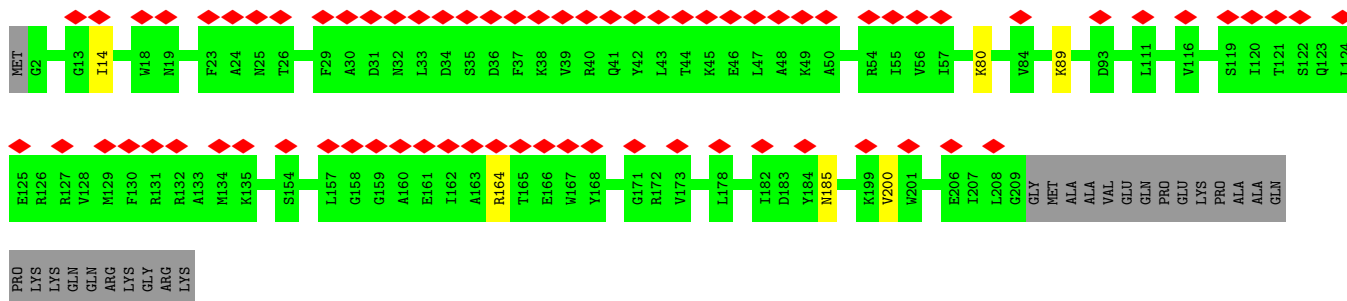 MET G2 G13 I14 W18 N19 F23 A24 N25 T26 F29 A30 D31 N32 L33 D34 S35 D36 F37 K38 V39 R40 Q41 Y42 L43 T44 K45 E46 L47 A48 K49 A50 R54 I55 V56 I57 K80 V84 K89 D93 L111 V116 S119 I120 T121 S122 Q123 L124
E125 R126 R127 V128 M129 F130 R131 R132 A133 M134 K135 S154 L157 G158 G159 A160 E161 I162 A163 R164 T165 E166 W167 Y168 G171 R172 V173 L178 I182 D183 Y184 N185 K199 V200 W201 E206 I207 L208 G209 GLY MET ALA ALA VAL GLU GLN PRO GLU LYS PRO ALA ALA GLN
PRO LYS LYS GLN GLN ARG LYS GLY ARG LYS